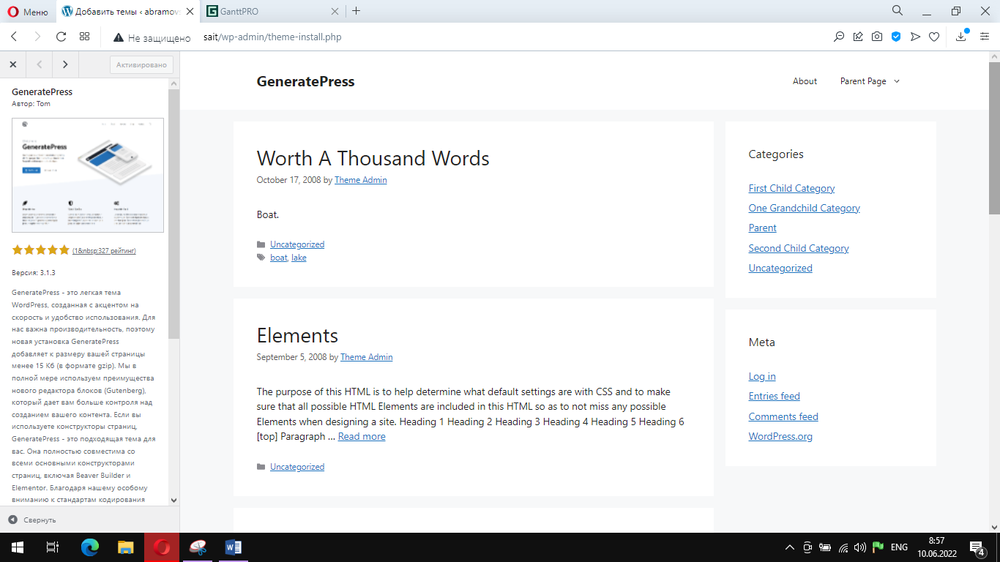 Меню
Добавить темы ‹ abramovs
GanttPRO
Не защищено
sait/wp-admin/theme-install.php
Активировано
GeneratePress
Автор: Tom
GeneratePress
(1&nbsp;327 рейтинг)
Версия: 3.1.3
GeneratePress - это легкая тема
WordPress, созданная с акцентом на
скорость и удобство использования. Для
нас важна производительность, поэтому
новая установка GeneratePress
добавляет к размеру вашей страницы
менее 15 Кб (в формате gzip). Мы в
полной мере используем преимущества
нового редактора блоков (Gutenberg),
который дает вам больше контроля над
созданием вашего контента. Если вы
используете конструкторы страниц,
GeneratePress - это подходящая тема для
вас. Она полностью совместима со
всеми основными конструкторами
страниц, включая Beaver Builder и
Elementor. Благодаря нашему особому
вниманию к стандартам кодирования
Свернуть
GeneratePress
About
Parent Page
Worth A Thousand Words
October 17, 2008 by Theme Admin
Boat.
Uncategorized
boat, lake
Elements
September 5, 2008 by Theme Admin
The purpose of this HTML is to help determine what default settings are with CSS and to make
sure that all possible HTML Elements are included in this HTML so as to not miss any possible
Elements when designing a site. Heading 1 Heading 2 Heading 3 Heading 4 Heading 5 Heading 6
[top] Paragraph … Read more
Uncategorized
Categories
First Child Category
One Grandchild Category
Parent
Second Child Category
Uncategorized
Meta
Log in
Entries feed
Comments feed
WordPress.org
ENG
8:57
10.06.2022
4